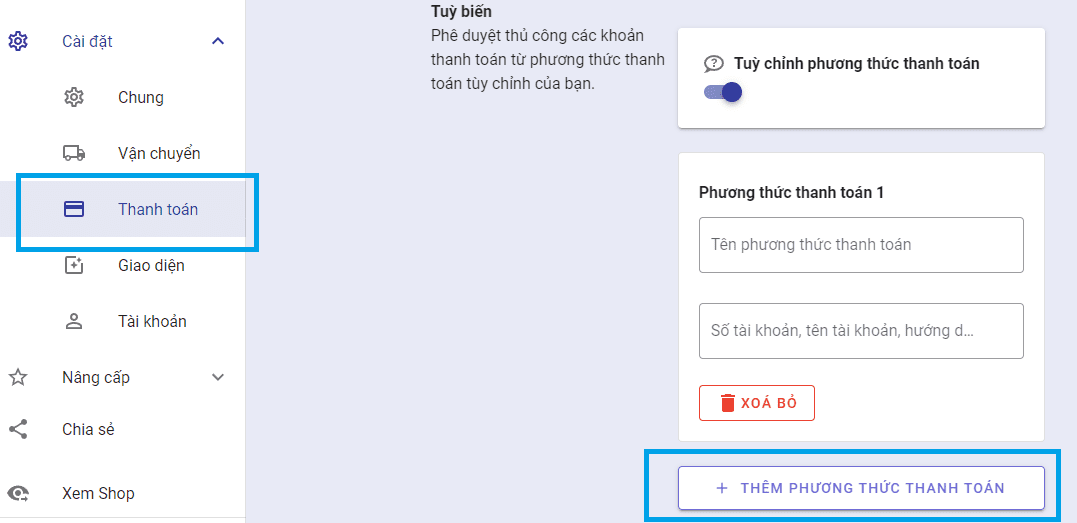 Cài đặt
Chung
Vận chuyển
Thanh toán
Giao diện
Tài khoản
Nâng cấp
Chia sẻ
Xem Shop
Tuỳ biến
Phê duyệt thủ công các khoản
thanh toán từ phương thức thanh
toán tùy chỉnh của bạn.
Tuỳ chỉnh phương thức thanh toán
Phương thức thanh toán 1
Tên phương thức thanh toán
Số tài khoản, tên tài khoản, hướng d...
XOÁ BỎ
+ THÊM PHƯƠNG THỨC THANH TOÁN